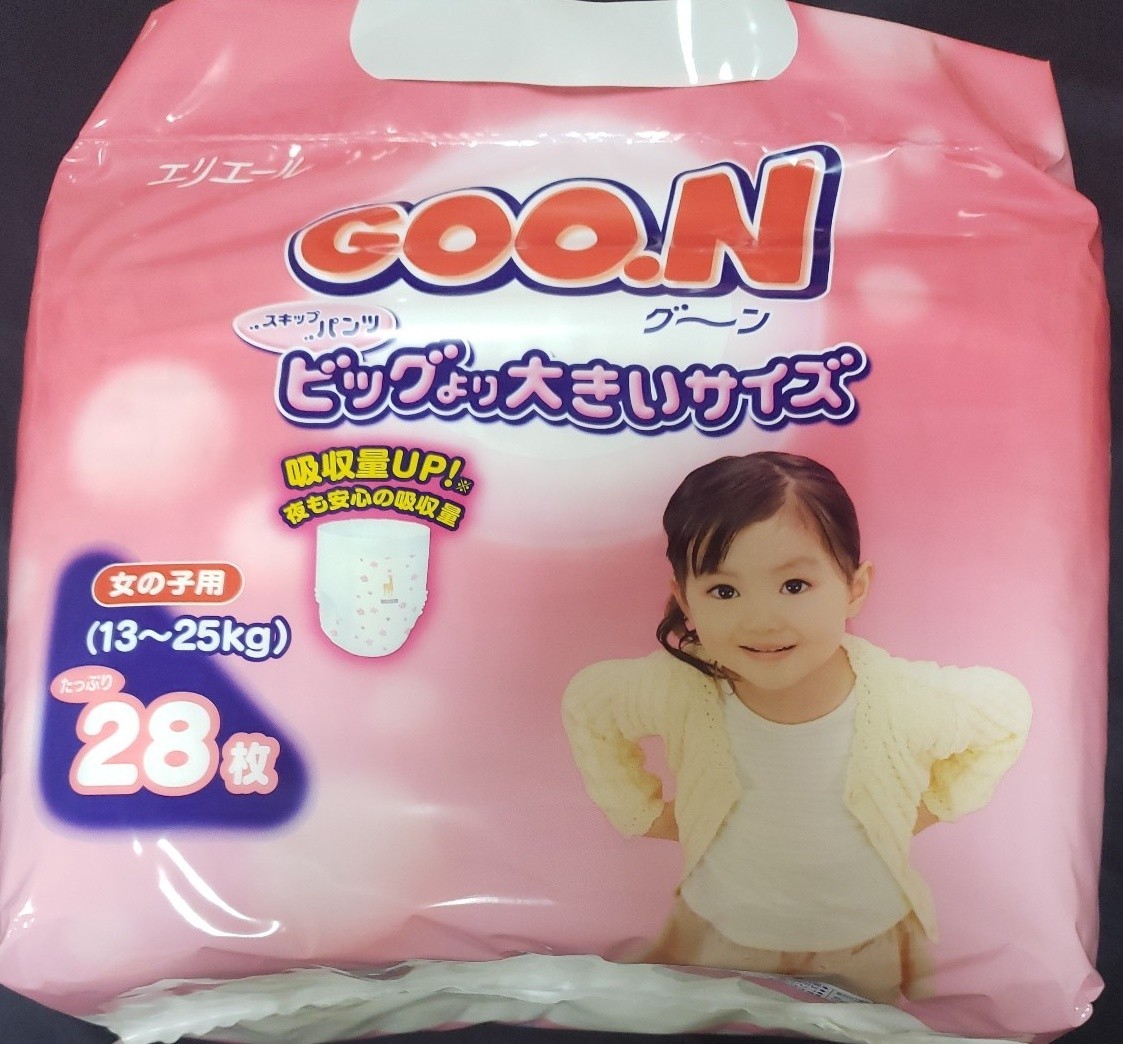 エリエール
GOO.N
グ〜ン
スキップパンツ
ビッグより大きいサイズ
吸収量UP!※
夜も安心の吸収量
女の子用
(13〜25kg)
たっぷり
28枚